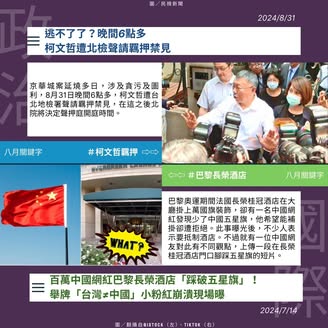 圖／民視新聞
2024/8/31
政治
逃不了了？晚間6點多
柯文哲遭北檢聲請羈押禁見
京華城案延燒多日，涉及貪污及圖
利，8月31日晚間6點多，柯文哲遭台
北地檢署聲請羈押禁見，在這之後北
院將決定聲押庭開庭時間。
八月關鍵字
#柯文哲羈押
#巴黎長榮酒店
八月關鍵字
WHAT?
巴黎奧運期間法國長榮桂冠酒店在大
廳掛上萬國旗裝飾，卻有一名中國網
紅發現少了中國五星旗，他希望能補
掛卻遭拒絕。此事曝光後，不少人表
示要抵制酒店。不過就有一位中國網
友對此有不同觀點，上傳一段在長榮
桂冠酒店門口腳踩五星旗的短片。
國際
百萬中國網紅巴黎長榮酒店「踩破五星旗」！
舉牌「台灣≠中國」小粉紅崩潰現場曝
2024/7/14
圖／翻攝自ISTOCK（左）、TIKTOK（右）